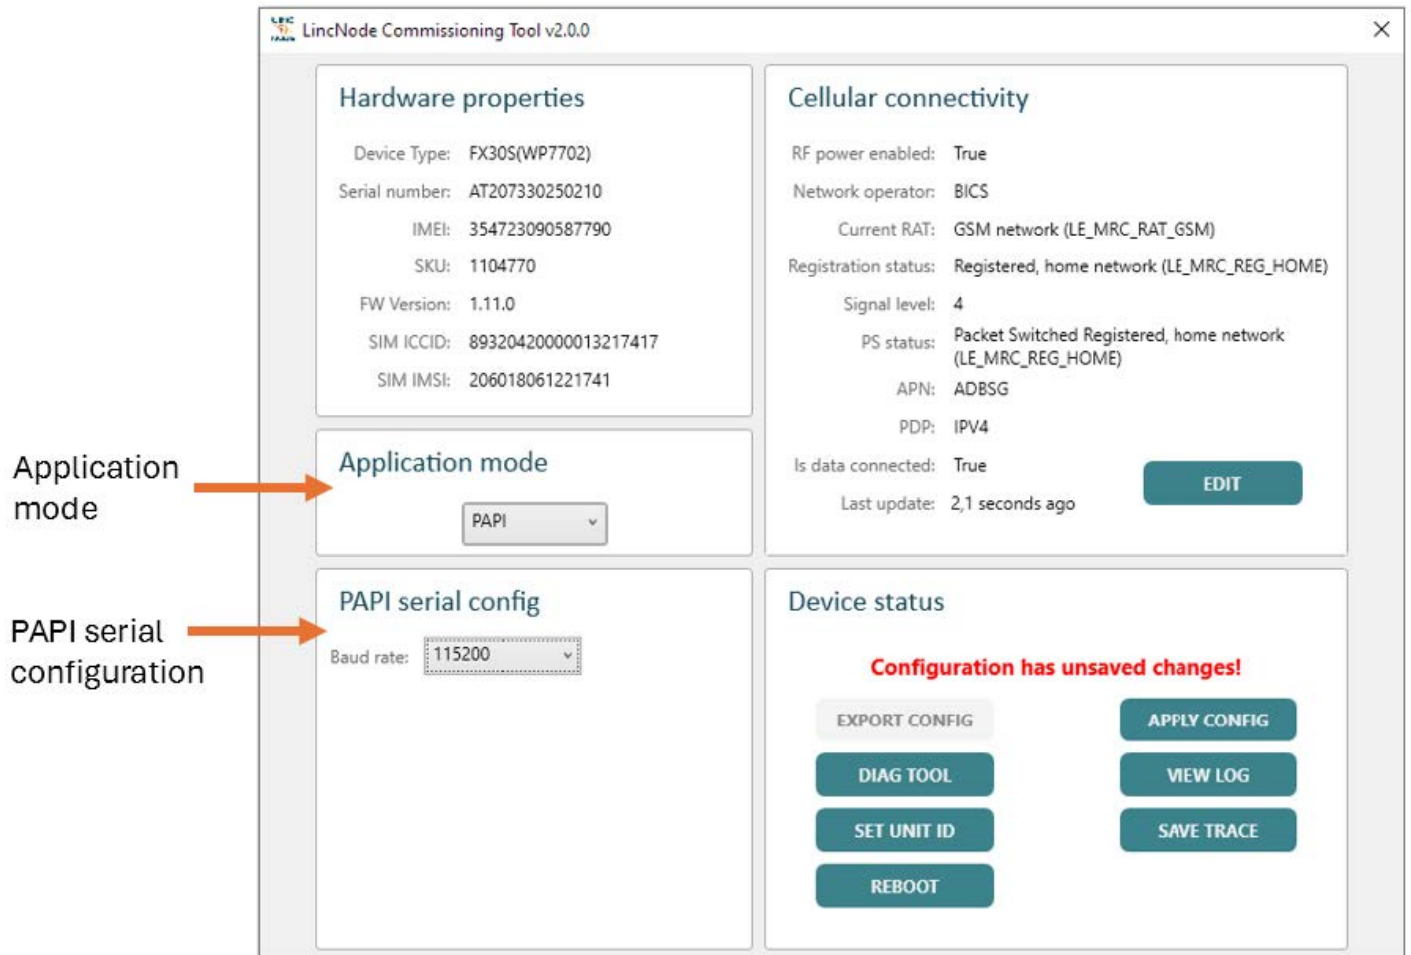 LincNode Commissioning Tool v2.0.0
Hardware properties
Device Type: FX30S(WP7702)
Serial number: AT207330250210
IMEI: 354723090587790
SKU: 1104770
FW Version: 1.11.0
SIM ICCID: 89320420000013217417
SIM IMSI: 206018061221741
Cellular connectivity
RF power enabled: True
Network operator: BICS
Current RAT: GSM network (LE_MRC_RAT_GSM)
Registration status: Registered, home network (LE_MRC_REG_HOME)
Signal level: 4
PS status: Packet Switched Registered, home network
(LE_MRC_REG_HOME)
APN: ADBSG
PDP: IPV4
Is data connected: True
Last update: 2,1 seconds ago
EDIT
Application
mode
Application mode
PAPI
PAPI serial
configuration
PAPI serial config
Baud rate: 115200
Device status
Configuration has unsaved changes!
EXPORT CONFIG
APPLY CONFIG
DIAG TOOL
VIEW LOG
SET UNIT ID
SAVE TRACE
REBOOT